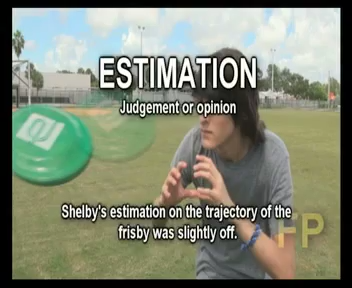 ESTIMATION
Judgement or opinion
Shelby's estimation on the trajectory of the
frisby was slightly off.
FP